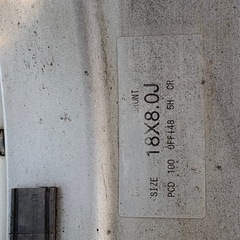 FRONT
SIZE 18X8.0J
PCD 100 OFF+48 5H CR